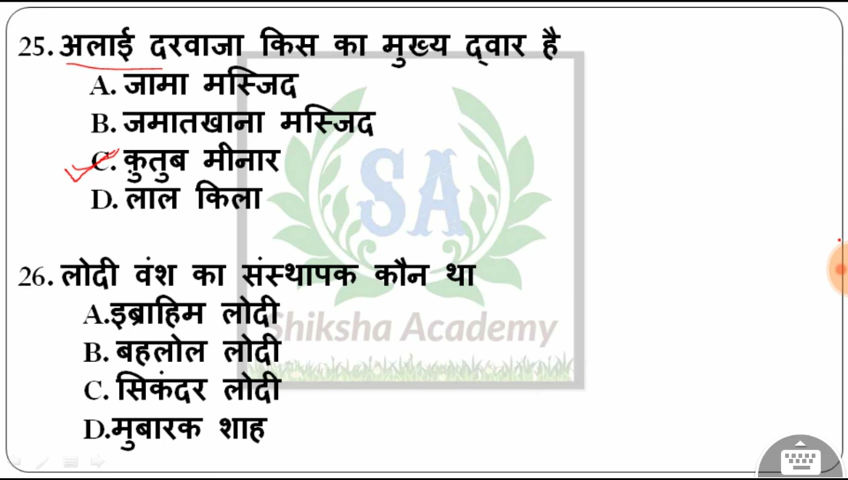 25. अलाई दरवाजा किस का मुख्य द्वार है
A. जामा मस्जिद
B. जमातखाना मस्जिद
C. क़ुतुब मीनार
D. लाल किला
SA
26. लोदी वंश का संस्थापक कौन था
A.इब्राहिम लोदी
Shiksha Academy
B. बहलोल लोदी
C. सिकंदर लोदी
D.मुबारक शाह